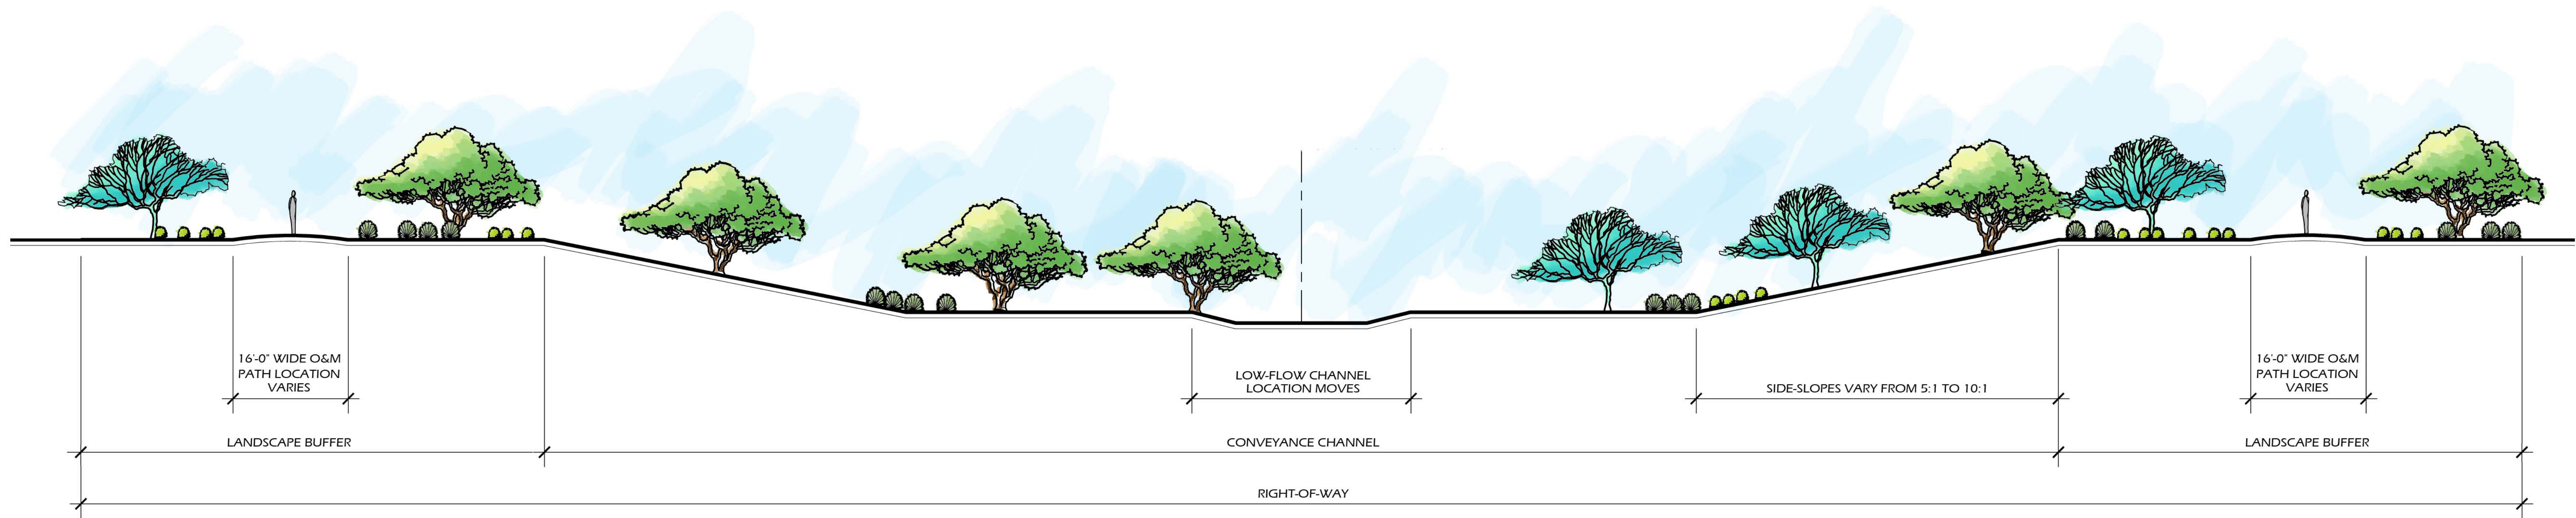 16'-0" WIDE O&M
PATH LOCATION
VARIES
LOW-FLOW CHANNEL
LOCATION MOVES
SIDE-SLOPES VARY FROM 5:1 TO 10:1
16'-0" WIDE O&M
PATH LOCATION
VARIES
LANDSCAPE BUFFER
CONVEYANCE CHANNEL
LANDSCAPE BUFFER
RIGHT-OF-WAY